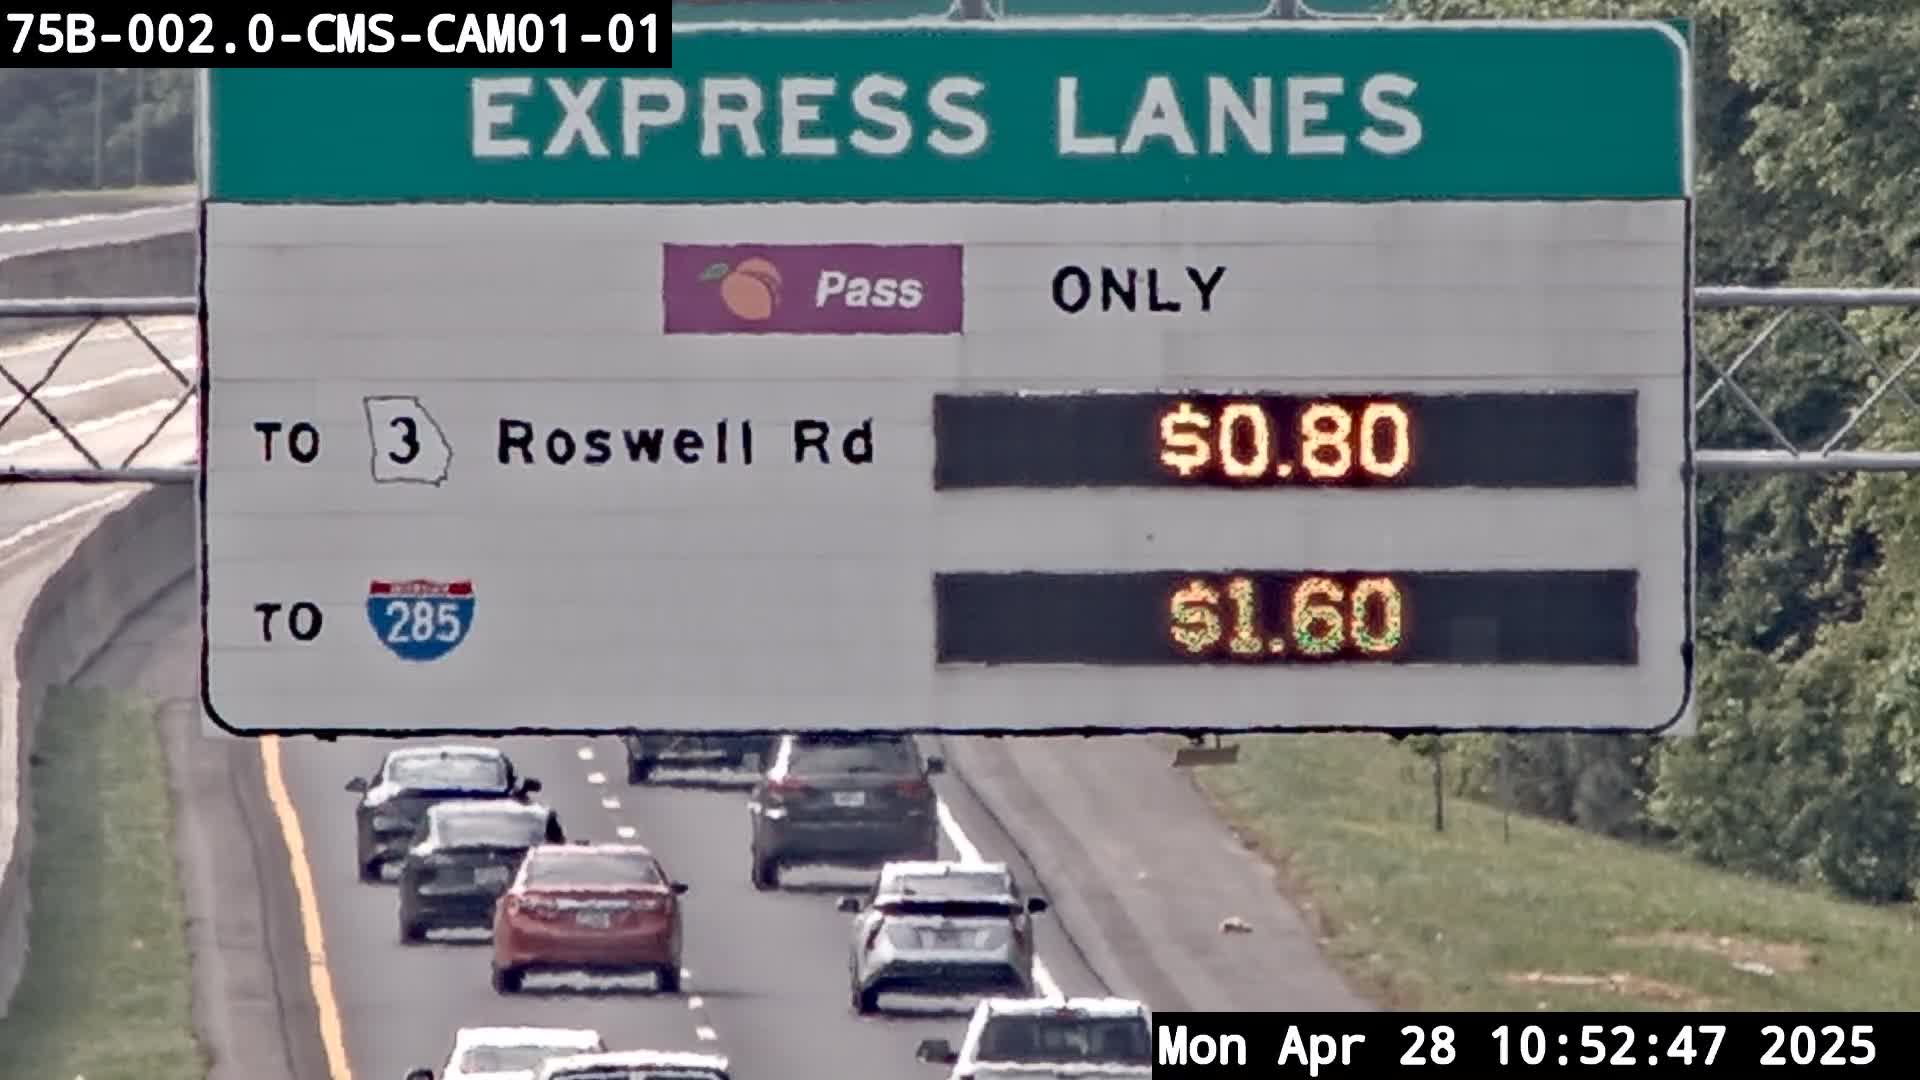 75B-002.0-CMS-CAM01-01
EXPRESS LANES
Pass ONLY
TO 3 Roswell Rd $0.80
TO 285 $1.60
Mon Apr 28 10:52:47 2025